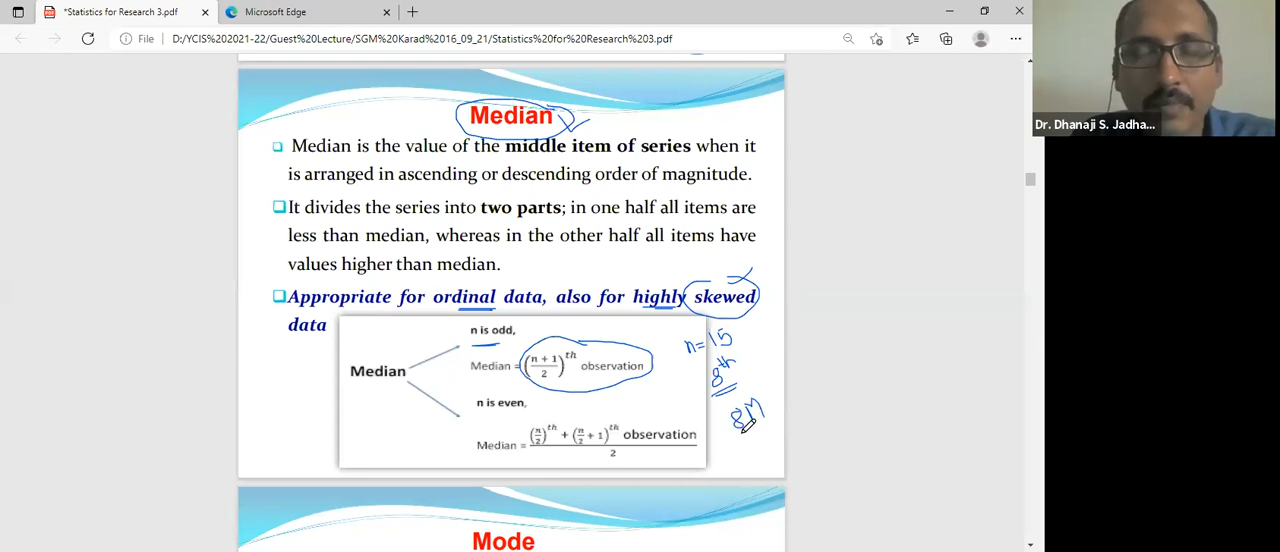 *Statistics for Research 3.pdf
Microsoft Edge
File
D:/YCIS%202021-22/Guest%20Lecture/SGM%20Karad%2016_09_21/Statistics%20for%20Research%203.pdf
Dr. Dhanaji S. Jadha...
Median
Median is the value of the middle item of series when it
is arranged in ascending or descending order of magnitude.
It divides the series into two parts; in one half all items are
less than median, whereas in the other half all items have
values higher than median.
Appropriate for ordinal data, also for highly skewed
data
n is odd,
Median = ((n+1)/2)^th observation
Median
n is even,
Median = ((n/2)^th + (n/2 + 1)^th observation)/2
n=15
8th
Mode